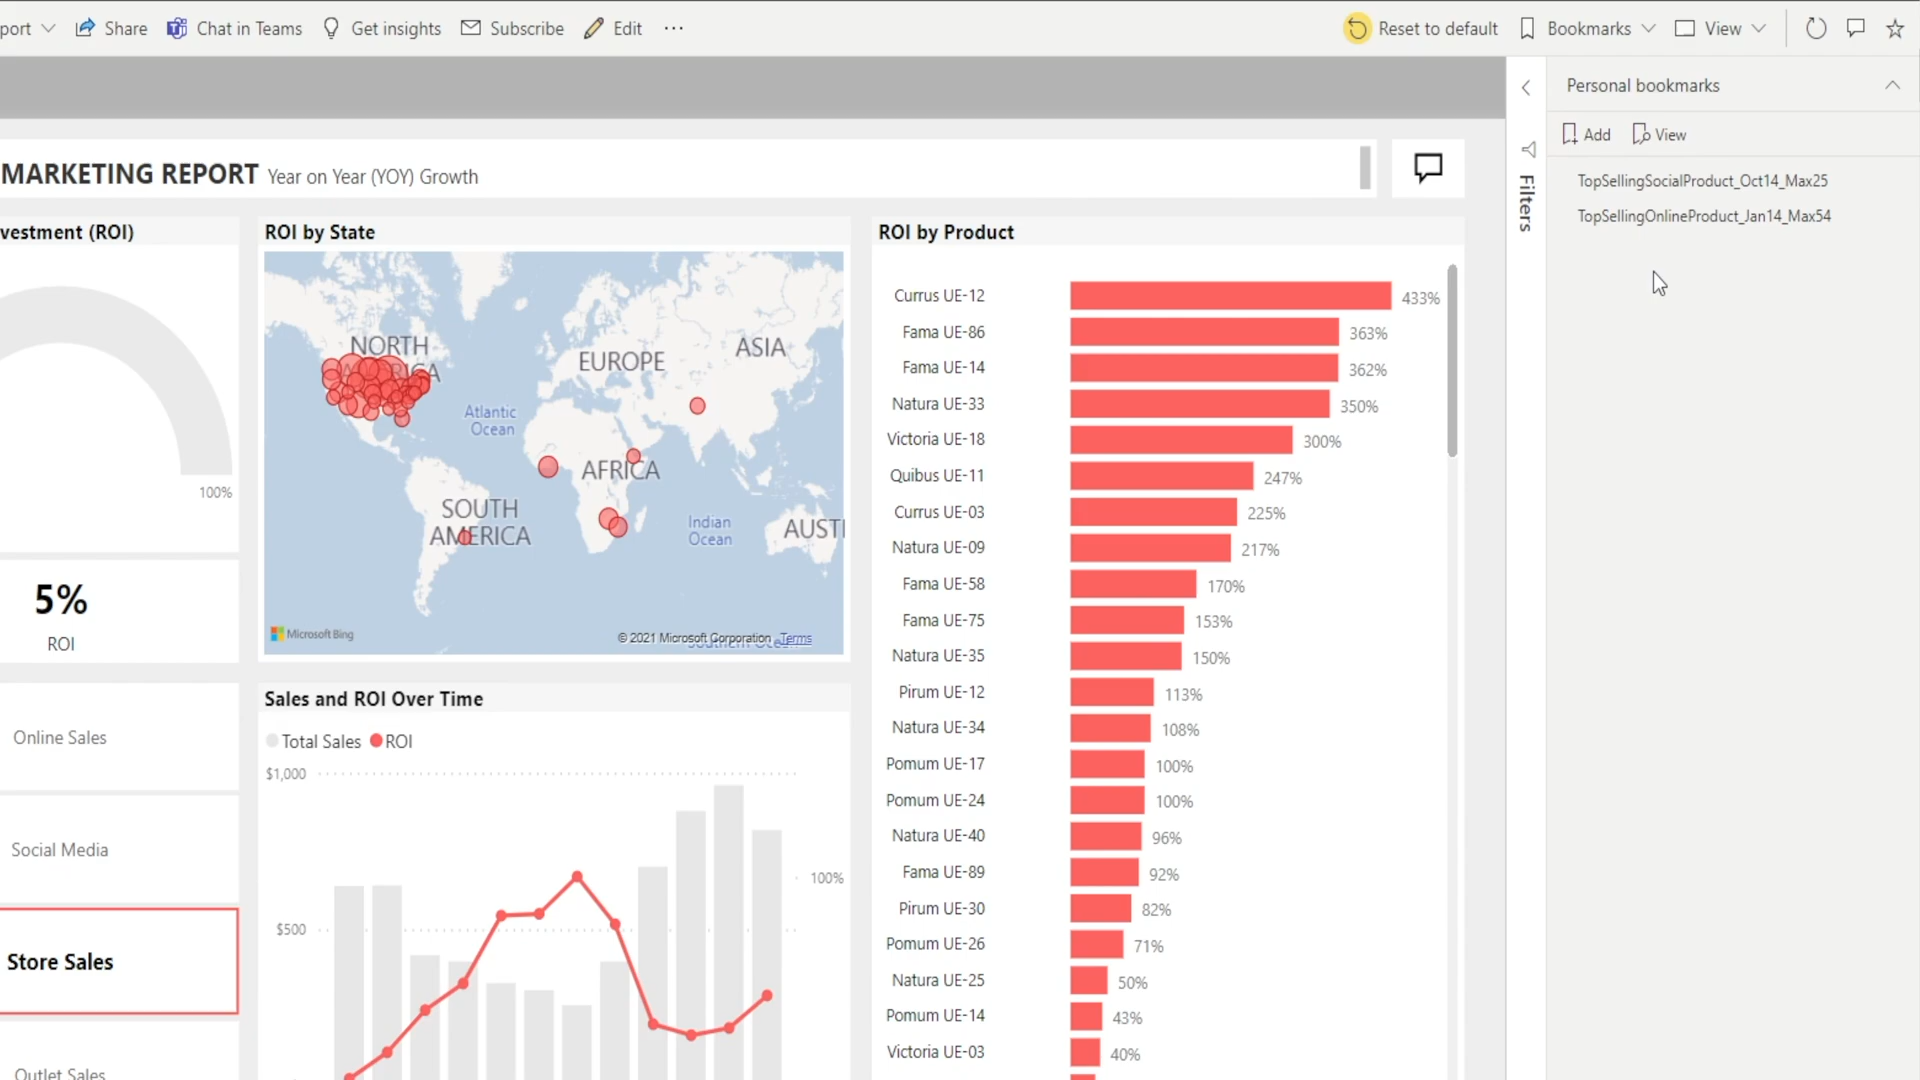 port
Share
Chat in Teams
Get insights
Subscribe
Edit
Reset to default
Bookmarks
View
Personal bookmarks
Add
View
TopSellingSocialProduct_Oct14_Max25
TopSellingOnlineProduct_Jan14_Max54
Filters
MARKETING REPORT Year on Year (YOY) Growth
vestment (ROI)
100%
5%
ROI
Online Sales
Social Media
Store Sales
Outlet Sales
ROI by State
NORTH
AMERICA
EUROPE
ASIA
Atlantic
Ocean
AFRICA
SOUTH
AMERICA
Indian
Ocean
AUSTI
Microsoft Bing
© 2021 Microsoft Corporation Terms
Southern Ocean
Sales and ROI Over Time
Total Sales ROI
$1,000
100%
$500
ROI by Product
Currus UE-12 433%
Fama UE-86 363%
Fama UE-14 362%
Natura UE-33 350%
Victoria UE-18 300%
Quibus UE-11 247%
Currus UE-03 225%
Natura UE-09 217%
Fama UE-58 170%
Fama UE-75 153%
Natura UE-35 150%
Pirum UE-12 113%
Natura UE-34 108%
Pomum UE-17 100%
Pomum UE-24 100%
Natura UE-40 96%
Fama UE-89 92%
Pirum UE-30 82%
Pomum UE-26 71%
Natura UE-25 50%
Pomum UE-14 43%
Victoria UE-03 40%